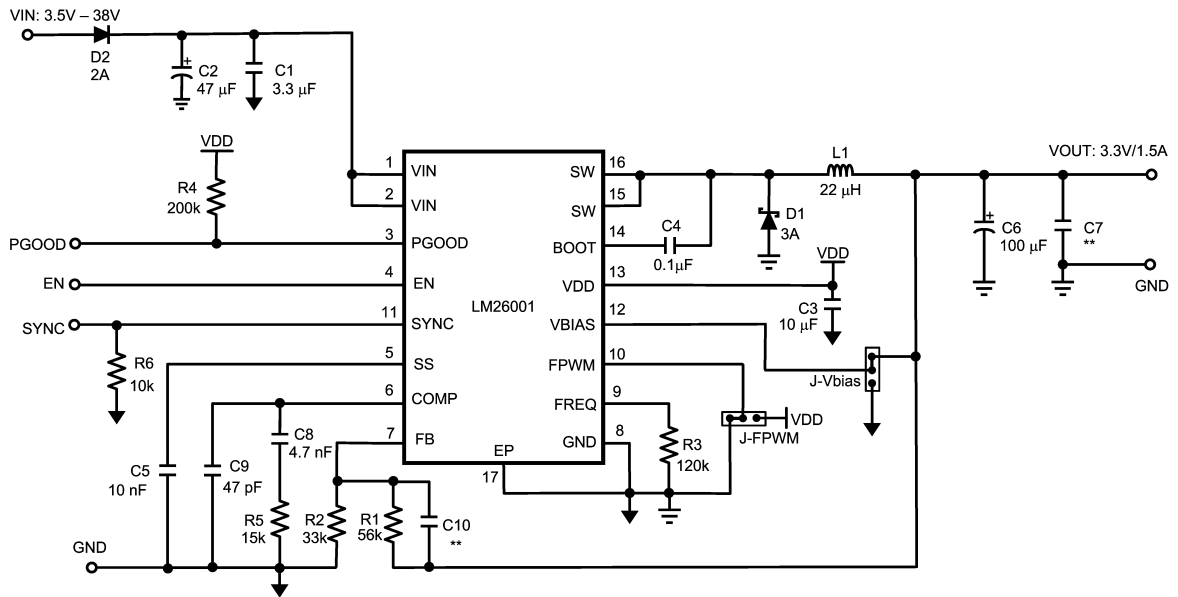 VIN: 3.5V – 38V
D2
2A
C2
47 μF
C1
3.3 μF
VDD
R4
200k
PGOOD
EN
SYNC
R6
10k
1
VIN
2
VIN
3
PGOOD
4
EN
11
SYNC
5
SS
6
COMP
7
FB
LM26001
EP
17
16
SW
15
SW
14
BOOT
13
VDD
12
VBIAS
10
FPWM
9
FREQ
8
GND
C4
0.1μF
D1
3A
L1
22 μH
VOUT: 3.3V/1.5A
C6
100 μF
C7
**
GND
VDD
C3
10 μF
J-Vbias
VDD
J-FPWM
R3
120k
C5
10 nF
C9
47 pF
C8
4.7 nF
R5
15k
R2
33k
R1
56k
C10
**
GND
+
+